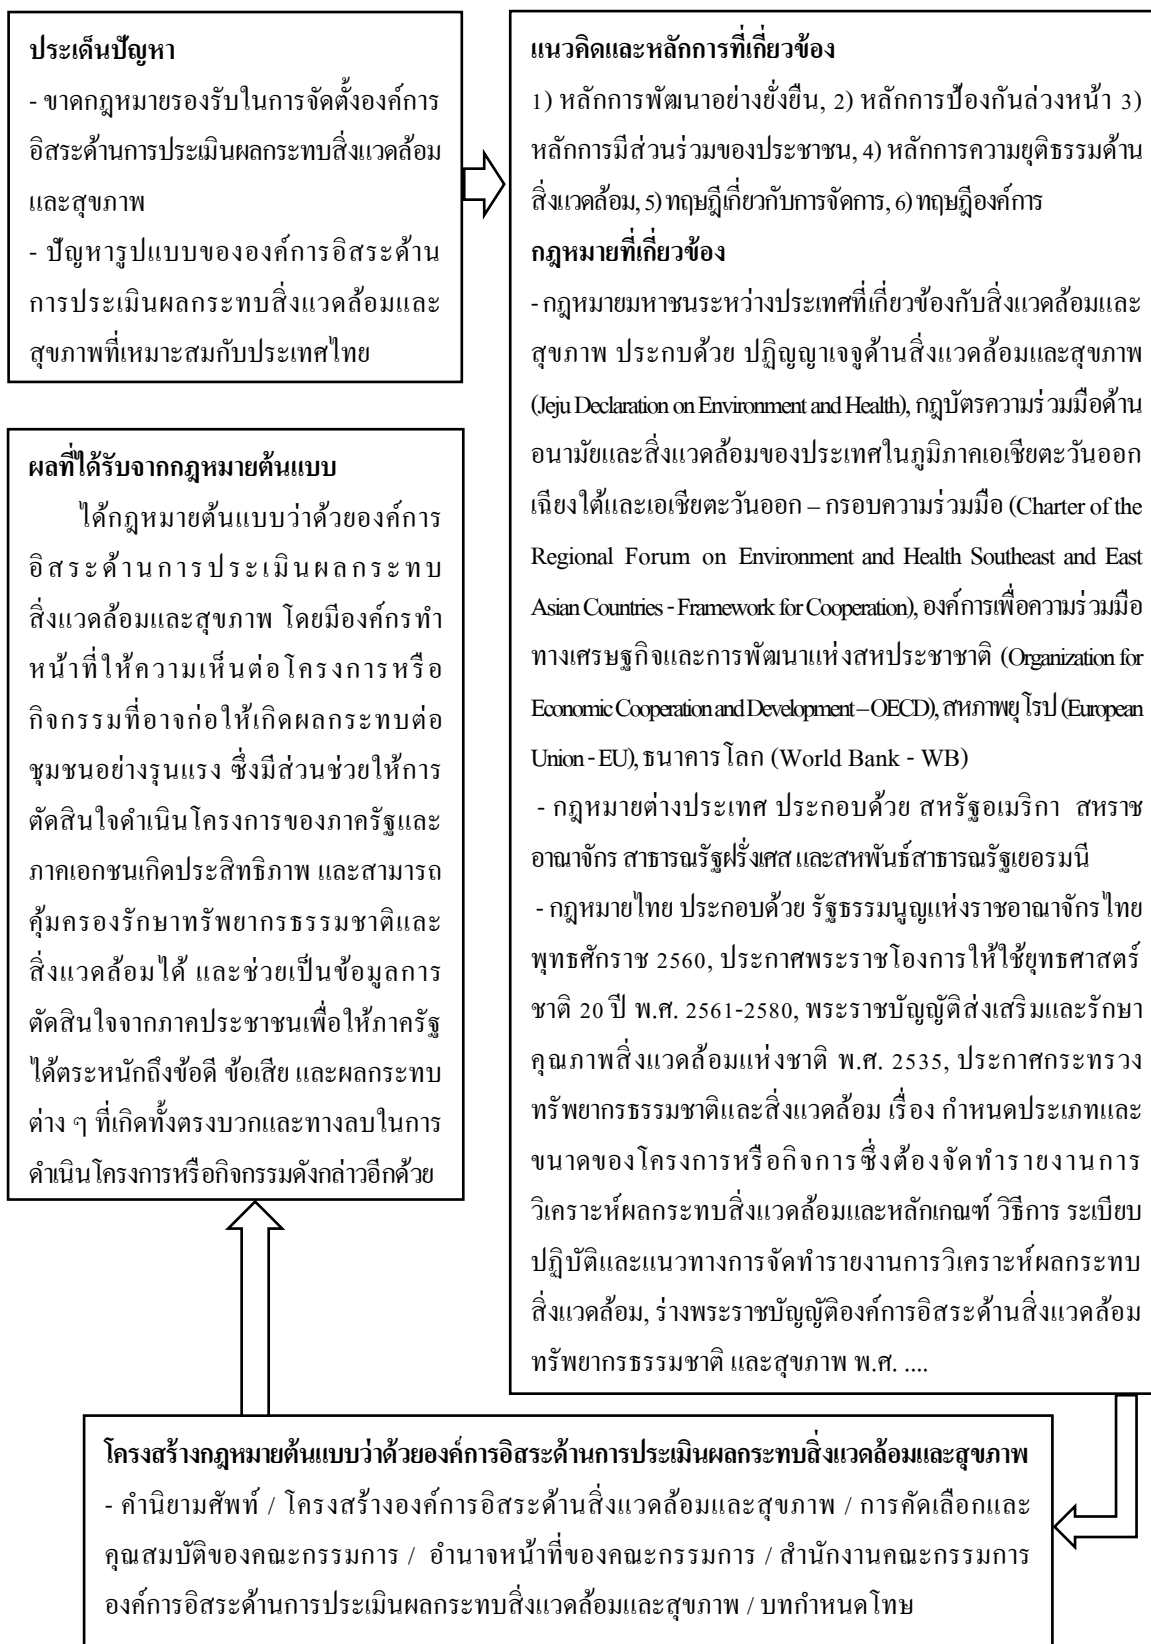 ประเด็นปัญหา
- ขาดกฎหมายรองรับในการจัดตั้งองค์การ
อิสระด้านการประเมินผลกระทบสิ่งแวดล้อม
และสุขภาพ
- ปัญหารูปแบบขององค์การอิสระด้าน
การประเมินผลกระทบสิ่งแวดล้อมและ
สุขภาพที่เหมาะสมกับประเทศไทย
แนวคิดและหลักการที่เกี่ยวข้อง
1) หลักการพัฒนาอย่างยั่งยืน, 2) หลักการป้องกันล่วงหน้า 3)
หลักการมีส่วนร่วมของประชาชน, 4) หลักการความยุติธรรมด้าน
สิ่งแวดล้อม, 5) ทฤษฎีเกี่ยวกับการจัดการ, 6) ทฤษฎีองค์การ
กฎหมายที่เกี่ยวข้อง
- กฎหมายมหาชนระหว่างประเทศที่เกี่ยวข้องกับสิ่งแวดล้อมและ
สุขภาพ ประกบด้วย ปฏิญญาเจจูด้านสิ่งแวดล้อมและสุขภาพ
(Jeju Declaration on Environment and Health), กฎบัตรความร่วมมือด้าน
อนามัยและสิ่งแวดล้อมของประเทศในภูมิภาคเอเชียตะวันออก
เฉียงใต้และเอเชียตะวันออก – กรอบความร่วมมือ (Charter of the
Regional Forum on Environment and Health Southeast and East
Asian Countries - Framework for Cooperation), องค์การเพื่อความร่วมมือ
ทางเศรษฐกิจและการพัฒนาแห่งสหประชาชาติ (Organization for
Economic Cooperation and Development – OECD), สหภาพยุโรป (European
Union - EU), ธนาคารโลก (World Bank - WB)
- กฎหมายต่างประเทศ ประกอบด้วย สหรัฐอเมริกา สหราช
อาณาจักร สาธารณรัฐฝรั่งเศส และสหพันธ์สาธารณรัฐเยอรมนี
- กฎหมายไทย ประกอบด้วย รัฐธรรมนูญแห่งราชอาณาจักรไทย
พุทธศักราช 2560, ประกาศพระราชโองการให้ใช้ยุทธศาสตร์
ชาติ 20 ปี พ.ศ. 2561-2580, พระราชบัญญัติส่งเสริมและรักษา
คุณภาพสิ่งแวดล้อมแห่งชาติ พ.ศ. 2535, ประกาศกระทรวง
ทรัพยากรธรรมชาติและสิ่งแวดล้อม เรื่อง กำหนดประเภทและ
ขนาดของโครงการหรือกิจการซึ่งต้องจัดทำรายงานการ
วิเคราะห์ผลกระทบสิ่งแวดล้อมและหลักเกณฑ์ วิธีการ ระเบียบ
ปฏิบัติและแนวทางการจัดทำรายงานการวิเคราะห์ผลกระทบ
สิ่งแวดล้อม, ร่างพระราชบัญญัติองค์การอิสระด้านสิ่งแวดล้อม
ทรัพยากรธรรมชาติ และสุขภาพ พ.ศ. ....
ผลที่ได้รับจากกฎหมายต้นแบบ
ได้กฎหมายต้นแบบว่าด้วยองค์การ
อิสระด้านการประเมินผลกระทบ
สิ่งแวดล้อมและสุขภาพ โดยมีองค์กรทำ
หน้าที่ให้ความเห็นต่อโครงการหรือ
กิจกรรมที่อาจก่อให้เกิดผลกระทบต่อ
ชุมชนอย่างรุนแรง ซึ่งมีส่วนช่วยให้การ
ตัดสินใจดำเนินโครงการของภาครัฐและ
ภาคเอกชนเกิดประสิทธิภาพ และสามารถ
คุ้มครองรักษาทรัพยากรธรรมชาติและ
สิ่งแวดล้อมได้ และช่วยเป็นข้อมูลการ
ตัดสินใจจากภาคประชาชนเพื่อให้ภาครัฐ
ได้ตระหนักถึงข้อดี ข้อเสีย และผลกระทบ
ต่าง ๆ ที่เกิดทั้งตรงบวกและทางลบในการ
ดำเนินโครงการหรือกิจกรรมดังกล่าวอีกด้วย
โครงสร้างกฎหมายต้นแบบว่าด้วยองค์การอิสระด้านการประเมินผลกระทบสิ่งแวดล้อมและสุขภาพ
- คำนิยามศัพท์ / โครงสร้างองค์การอิสระด้านสิ่งแวดล้อมและสุขภาพ / การคัดเลือกและ
คุณสมบัติของคณะกรรมการ / อำนาจหน้าที่ของคณะกรรมการ / สำนักงานคณะกรรมการ
องค์การอิสระด้านการประเมินผลกระทบสิ่งแวดล้อมและสุขภาพ / บทกำหนดโทษ